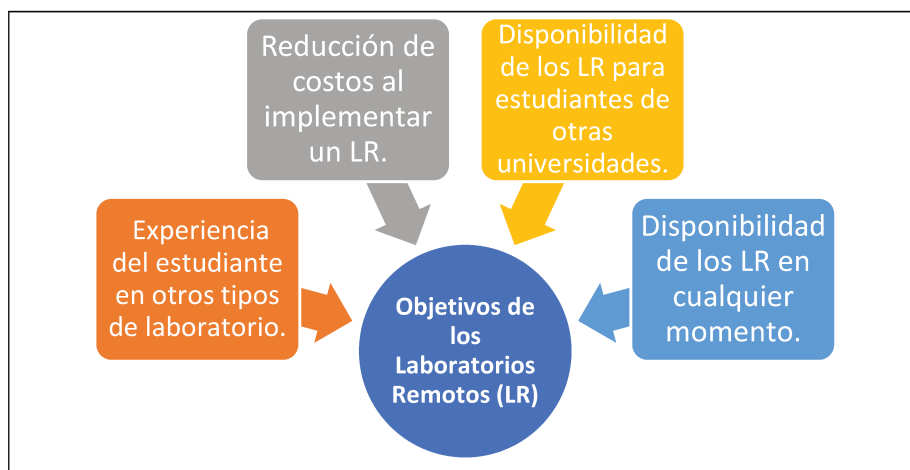 Reducción de
costos al
implementar
un LR.
Disponibilidad
de los LR para
estudiantes de
otras
universidades.
Experiencia
del estudiante
en otros tipos
de laboratorio.
Disponibilidad
de los LR en
cualquier
momento.
Objetivos de
los
Laboratorios
Remotos (LR)